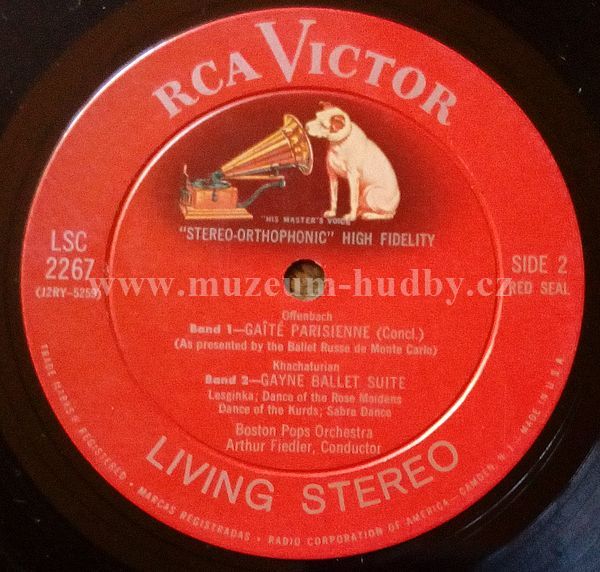 RCA VICTOR
"HIS MASTER'S VOICE"
"STEREO-ORTHOPHONIC" HIGH FIDELITY
LSC
2267
(J2RY-5259)
SIDE 2
RED SEAL
www.muzeum-hudby.cz
Offenbach
Band 1—GAÎTÉ PARISIENNE (Concl.)
(As presented by the Ballet Russe de Monte Carlo)
Khachaturian
Band 2—GAYNE BALLET SUITE
Lesginka; Dance of the Rose Maidens
Dance of the Kurds; Sabre Dance
Boston Pops Orchestra
Arthur Fiedler, Conductor
LIVING STEREO
TRADE MARKS ® REGISTERED • MARCAS REGISTRADAS • RADIO CORPORATION OF AMERICA—CAMDEN, N. J.—MADE IN U.S.A.